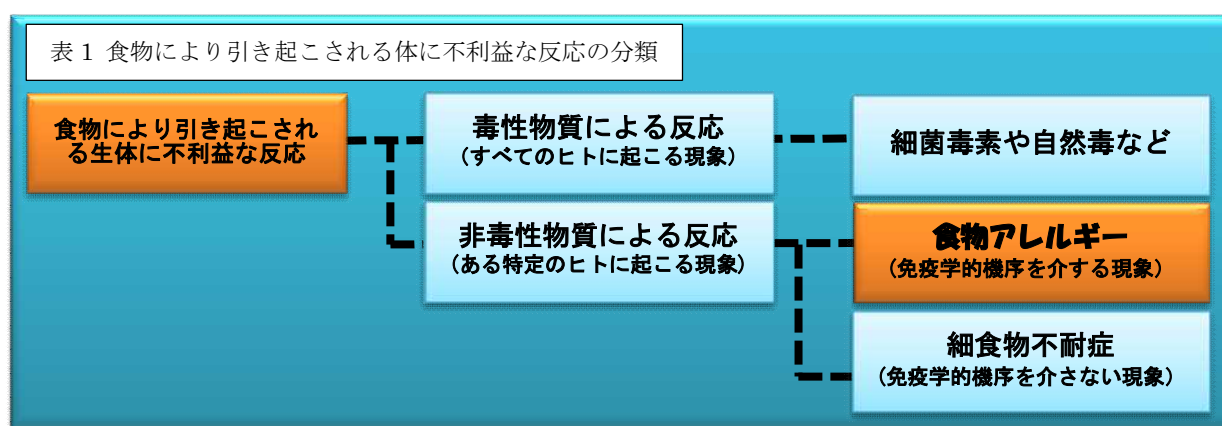 表 1 食物により引き起こされる体に不利益な反応の分類
食物により引き起こされ
る生体に不利益な反応
毒性物質による反応
(すべてのヒトに起こる現象)
細菌毒素や自然毒など
非毒性物質による反応
(ある特定のヒトに起こる現象)
食物アレルギー
(免疫学的機序を介する現象)
細食物不耐症
(免疫学的機序を介さない現象)